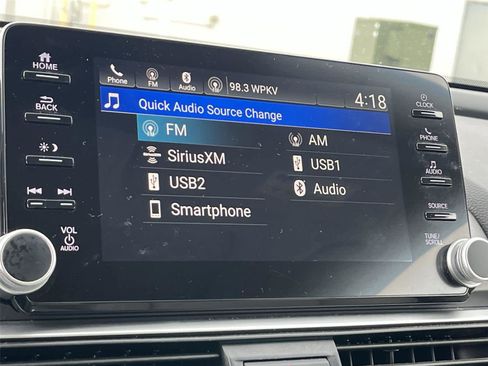 HOME
BACK
VOL
AUDIO
Phone
FM
Audio
98.3 WPKV
4:18
Quick Audio Source Change
FM
AM
SiriusXM
USB1
USB2
Audio
Smartphone
CLOCK
PHONE
AUDIO
SOURCE
TUNE/
SCROLL